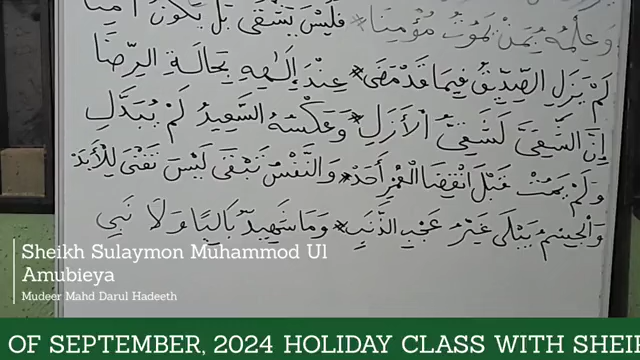 وَعِلْمُهُ بِمَنْ يَمُوتُ مُؤْمِنًا * فَلَيْسَ يَشْقَى بَلْ يَكُونُ آمِنًا
لَمْ يَزَلِ الصِّدِّيقُ فِيمَا قَدْ مَضَى * عِنْدَ إِلَـٰهِهِ بِحَالَةِ الرِّضَا
إِنَّ الشَّقِيَّ لَشَقِيُّ الْأَزَلِ * وَعَكْسُهُ السَّعِيدُ لَمْ يُبَدَّلِ
وَلَمْ يَمُتْ قَبْلَ انْقِضَا الْعُمْرِ أَحَدْ * وَالنَّفْسُ تَبْقَى لَيْسَ تَفْنَى لِلْأَبَدْ
وَالْجِسْمُ يَبْلَى غَيْرُ عَجْبِ الذَّنَبِ * وَمَا شَهِيدٌ بَالِيًا وَلَا نَبِي
Sheikh Sulaymon Muhammod Ul
Amubieya
Mudeer Mahd Darul Hadeeth
OF SEPTEMBER, 2024 HOLIDAY CLASS WITH SHEI